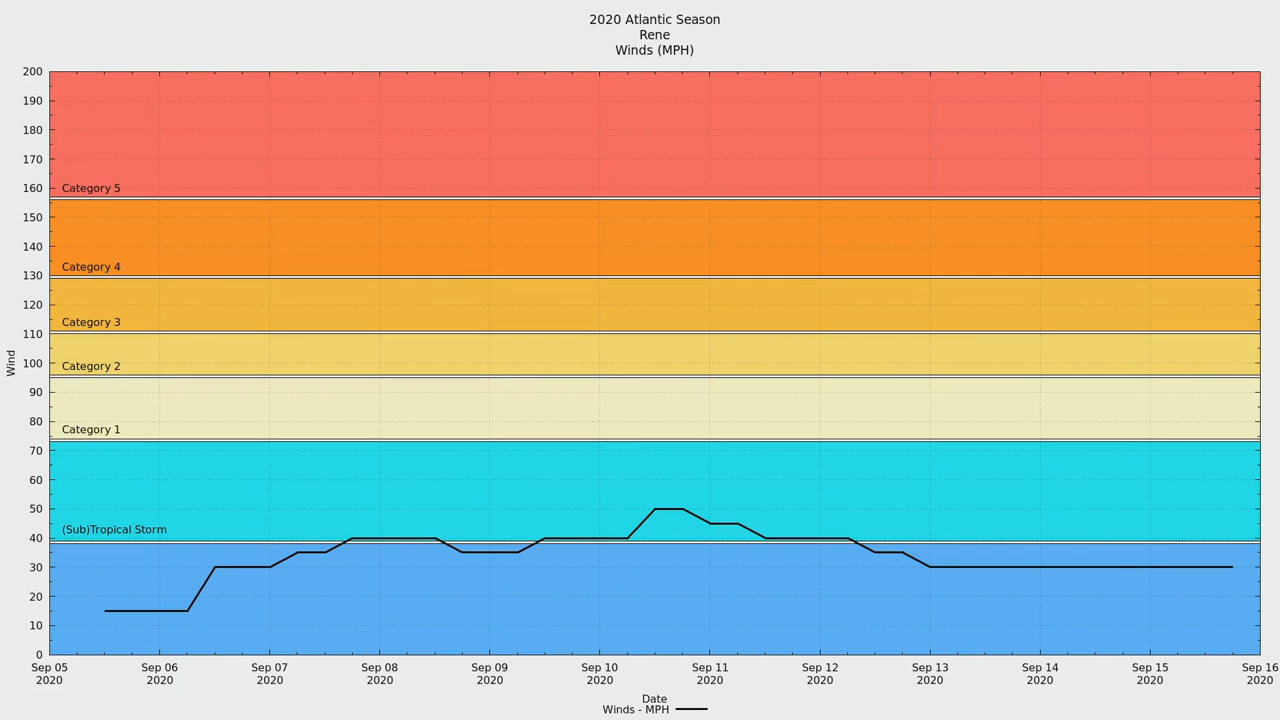 2020 Atlantic Season
Rene
Winds (MPH)
200
190
180
170
160
150
140
130
120
110
100
90
80
70
60
50
40
30
20
10
0
Wind
Category 5
Category 4
Category 3
Category 2
Category 1
(Sub)Tropical Storm
Sep 05 Sep 06 Sep 07 Sep 08 Sep 09 Sep 10 Sep 11 Sep 12 Sep 13 Sep 14 Sep 15 Sep 16
2020 2020 2020 2020 2020 2020 2020 2020 2020 2020 2020 2020
Date
Winds - MPH